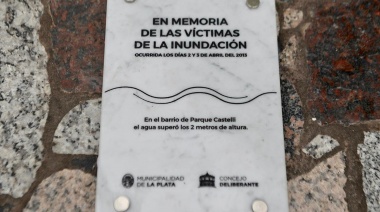 EN MEMORIA
DE LAS VÍCTIMAS
DE LA INUNDACIÓN
OCURRIDA LOS DÍAS 2 Y 3 DE ABRIL DEL 2013
En el barrio de Parque Castelli
el agua superó los 2 metros de altura.
MUNICIPALIDAD
DE LA PLATA
CONCEJO
DELIBERANTE